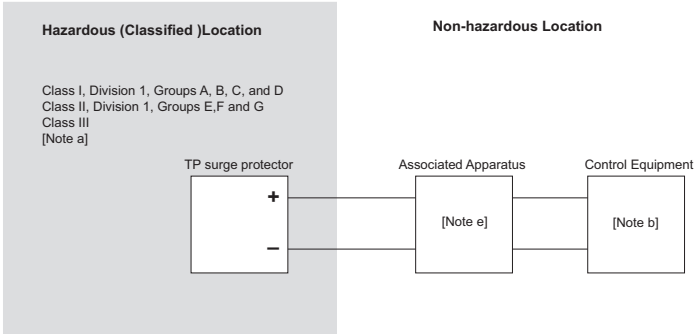 Hazardous (Classified )Location
Non-hazardous Location
Class I, Division 1, Groups A, B, C, and D
Class II, Division 1, Groups E,F and G
Class III
[Note a]
TP surge protector
Associated Apparatus
Control Equipment
+
[Note e]
[Note b]
–